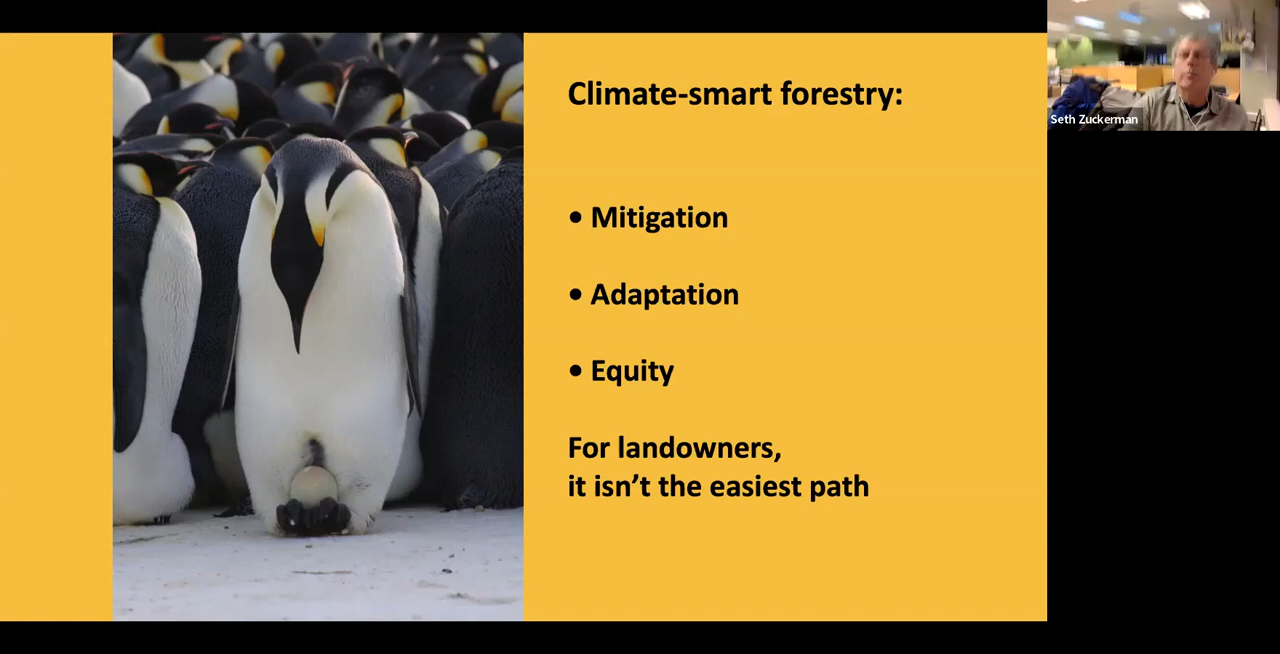 Climate-smart forestry:
• Mitigation
• Adaptation
• Equity
For landowners,
it isn’t the easiest path
Seth Zuckerman